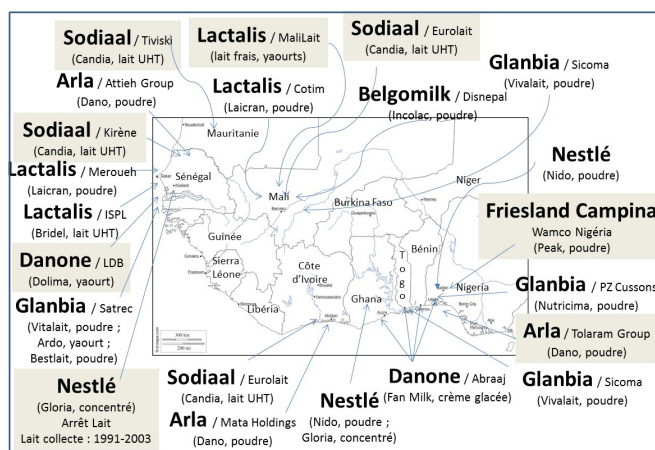 Sodiaal / Tiviski
(Candia, lait UHT)
Lactalis / MaliLait
(lait frais, yaourts)
Sodiaal / Eurolait
(Candia, lait UHT)
Glanbia / Sicoma
(Vivalait, poudre)
Arla / Attieh Group
(Dano, poudre)
Lactalis / Cotim
(Laicran, poudre)
Belgomilk / Disnepal
(Incolac, poudre)
Sodiaal / Kirène
(Candia, lait UHT)
Lactalis / Meroueh
(Laicran, poudre)
Lactalis / ISPL
(Bridel, lait UHT)
Danone / LDB
(Dolima, yaourt)
Glanbia / Satrec
(Vitalait, poudre ;
Ardo, yaourt ;
Bestlait, poudre)
Nestlé
(Gloria, concentré)
Arrêt Lait
Lait collecte : 1991-2003
Mauritanie
Sénégal
Mali
Niger
Burkina Faso
Guinée
Bénin
Sierra
Léone
Côte
d'Ivoire
Togo
Ghana
Nigeria
Libéria
300 km
200 mi
Nestlé
(Nido, poudre)
Friesland Campina
Wamco Nigéria
(Peak, poudre)
Glanbia / PZ Cussons
(Nutricima, poudre)
Arla / Tolaram Group
(Dano, poudre)
Sodiaal / Eurolait
(Candia, lait UHT)
Arla / Mata Holdings
(Dano, poudre)
Nestlé
(Nido, poudre ;
Gloria, concentré)
Danone / Abraaj
(Fan Milk, crème glacée)
Glanbia / Sicoma
(Vivalait, poudre)